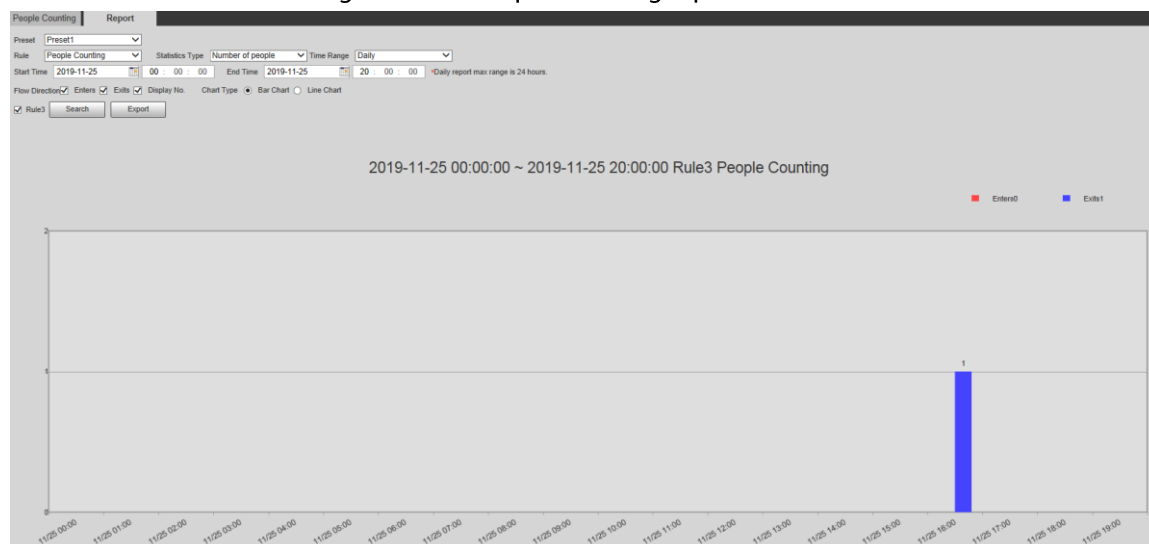 People Counting Report
Preset Preset1
Rule People Counting Statistics Type Number of people Time Range Daily
Start Time 2019-11-25 00 : 00 : 00 End Time 2019-11-25 20 : 00 : 00 *Daily report max range is 24 hours.
Flow Direction Enters Exits Display No. Chart Type Bar Chart Line Chart
Rule3 Search Export
2019-11-25 00:00:00 ~ 2019-11-25 20:00:00 Rule3 People Counting
Enters0 Exits1
2
1
1
0
11/25 00:00 11/25 01:00 11/25 02:00 11/25 03:00 11/25 04:00 11/25 05:00 11/25 06:00 11/25 07:00 11/25 08:00 11/25 09:00 11/25 10:00 11/25 11:00 11/25 12:00 11/25 13:00 11/25 14:00 11/25 15:00 11/25 16:00 11/25 17:00 11/25 18:00 11/25 19:00